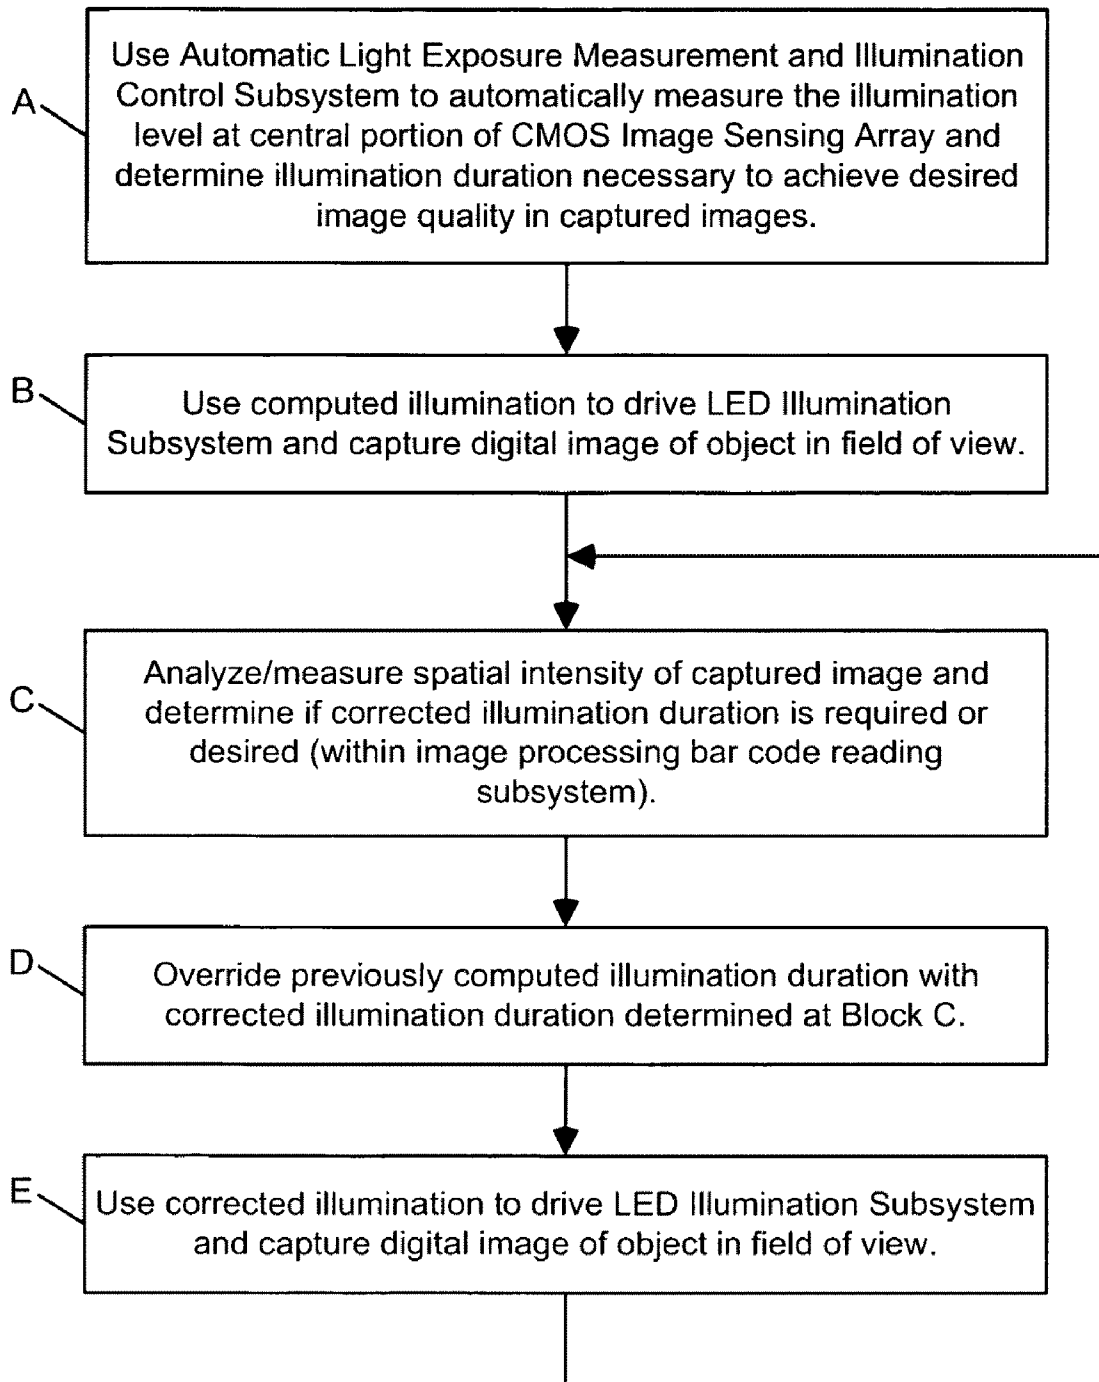 A
Use Automatic Light Exposure Measurement and Illumination
Control Subsystem to automatically measure the illumination
level at central portion of CMOS Image Sensing Array and
determine illumination duration necessary to achieve desired
image quality in captured images.
B
Use computed illumination to drive LED Illumination
Subsystem and capture digital image of object in field of view.
C
Analyze/measure spatial intensity of captured image and
determine if corrected illumination duration is required or
desired (within image processing bar code reading
subsystem).
D
Override previously computed illumination duration with
corrected illumination duration determined at Block C.
E
Use corrected illumination to drive LED Illumination Subsystem
and capture digital image of object in field of view.